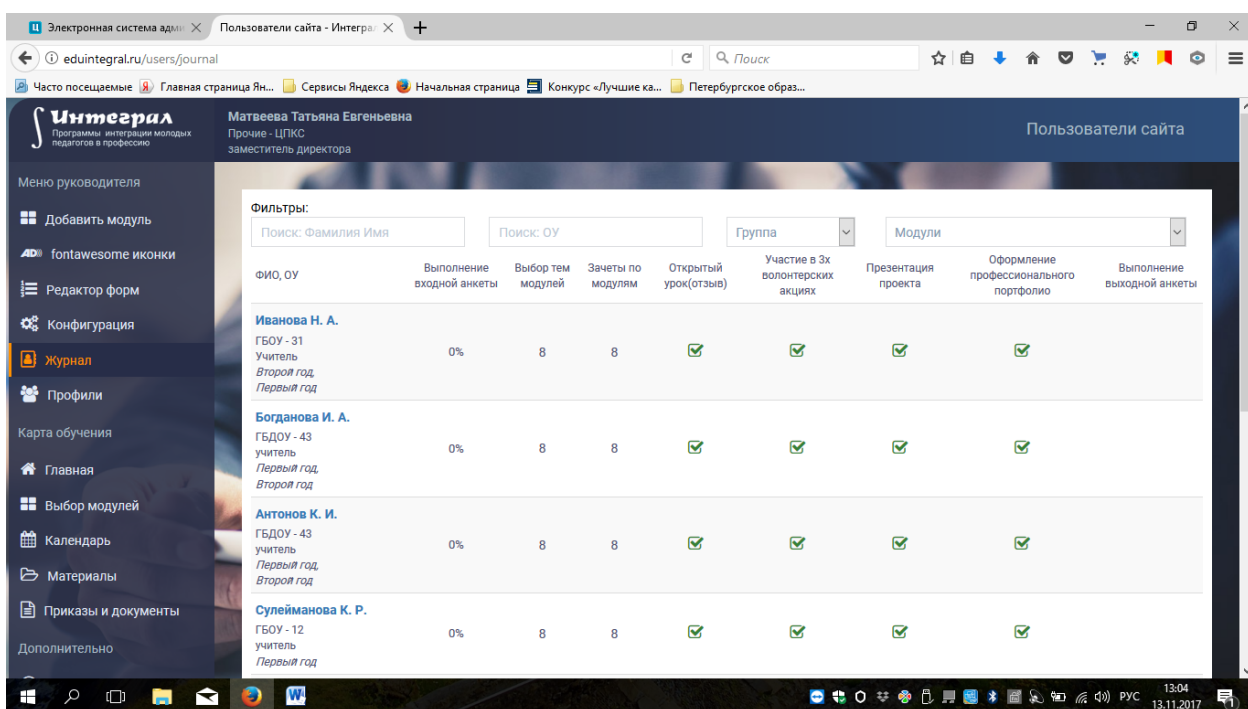 Электронная система адми
Пользователи сайта - Интеграл
eduintegral.ru/users/journal
Поиск
Часто посещаемые
Главная страница Ян...
Сервисы Яндекса
Начальная страница
Конкурс «Лучшие ка...
Петербургское образ...
Интеграл
Программы интеграции молодых
педагогов в профессию
Матвеева Татьяна Евгеньевна
Прочие - ЦПКС
заместитель директора
Пользователи сайта
Меню руководителя
Добавить модуль
fontawesome иконки
Редактор форм
Конфигурация
Журнал
Профили
Карта обучения
Главная
Выбор модулей
Календарь
Материалы
Приказы и документы
Дополнительно
Фильтры:
Поиск: Фамилия Имя
Поиск: ОУ
Группа
Модули
ФИО, ОУ
Выполнение
входной анкеты
Выбор тем
модулей
Зачеты по
модулям
Открытый
урок(отзыв)
Участие в 3х
волонтерских
акциях
Презентация
проекта
Оформление
профессионального
портфолио
Выполнение
выходной анкеты
Иванова Н. А.
ГБОУ - 31
Учитель
Второй год,
Первый год
0% 8 8
Богданова И. А.
ГБДОУ - 43
учитель
Первый год,
Второй год
0% 8 8
Антонов К. И.
ГБДОУ - 43
учитель
Первый год,
Второй год
0% 8 8
Сулейманова К. Р.
ГБОУ - 12
учитель
Первый год
0% 8 8
РУС
13:04
13.11.2017